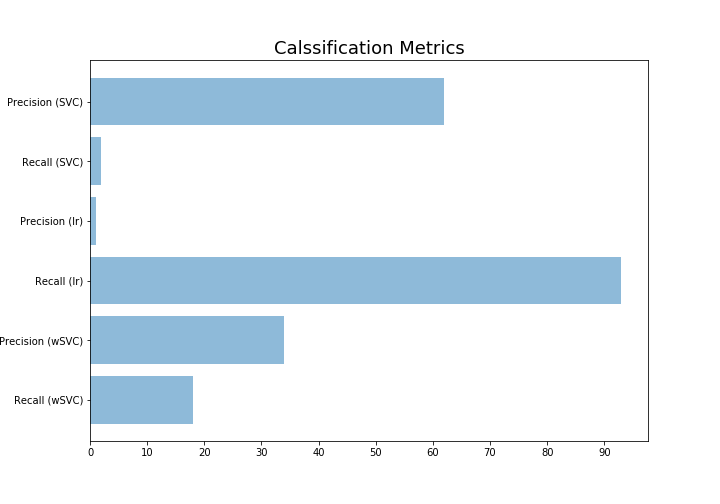 Calssification Metrics
Precision (SVC)
Recall (SVC)
Precision (lr)
Recall (lr)
Precision (wSVC)
Recall (wSVC)
0 10 20 30 40 50 60 70 80 90